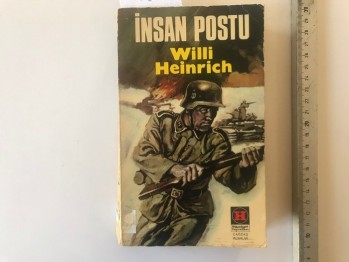 İNSAN POSTU
Willi
Heinrich
H